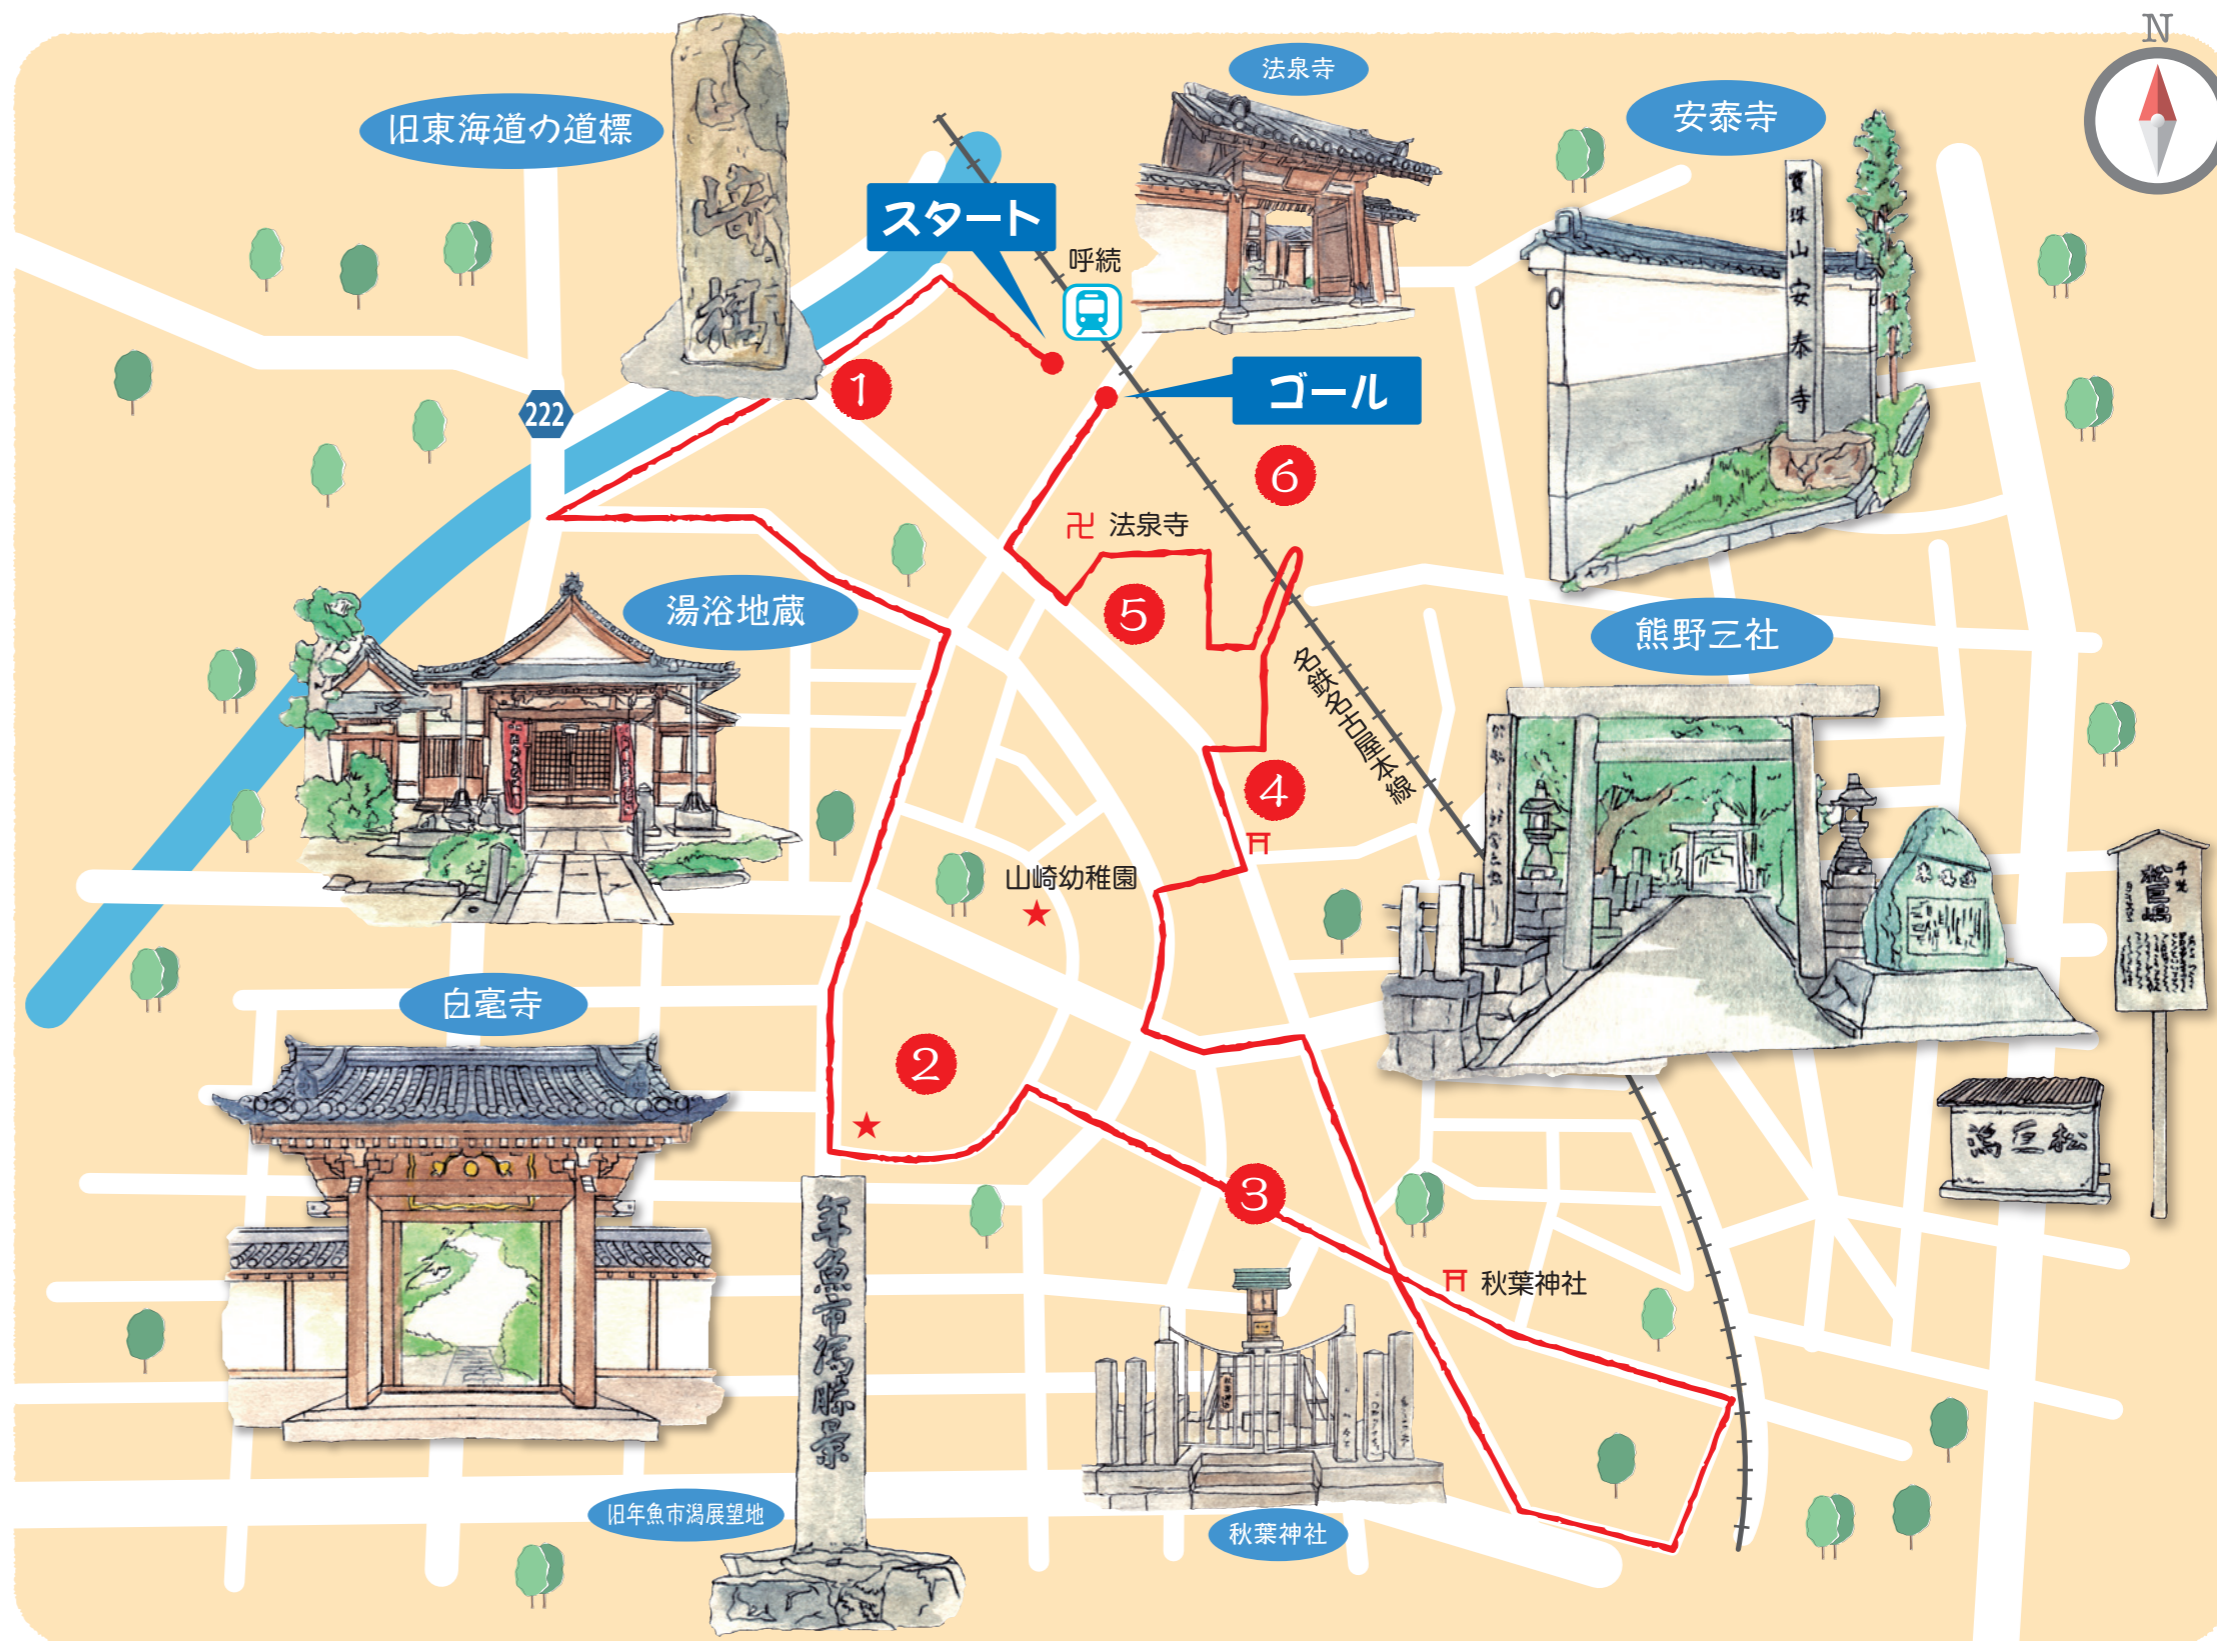 N
法泉寺
旧東海道の道標
安泰寺
山
崎
橋
寳珠山安泰寺
スタート
呼続
ゴール
1
222
6
卍 法泉寺
湯浴地蔵
5
熊野三社
名鉄名古屋本線
4
山崎幼稚園
白毫寺
2
松巨嶋
3
年魚市潟勝景
秋葉神社
旧年魚市潟展望地
秋葉神社